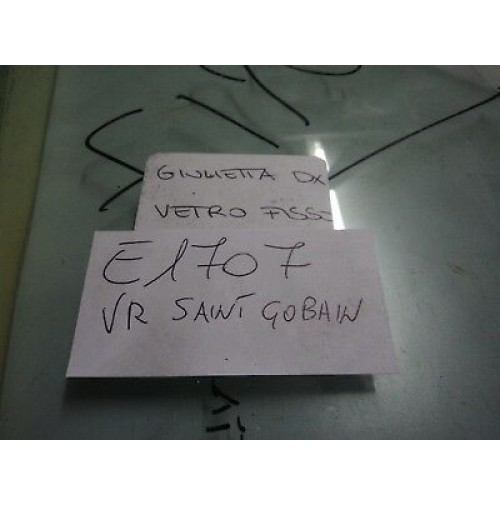 GIULIETTA DX
VETRO FISSO
E1707
VR SAINT GOBAIN